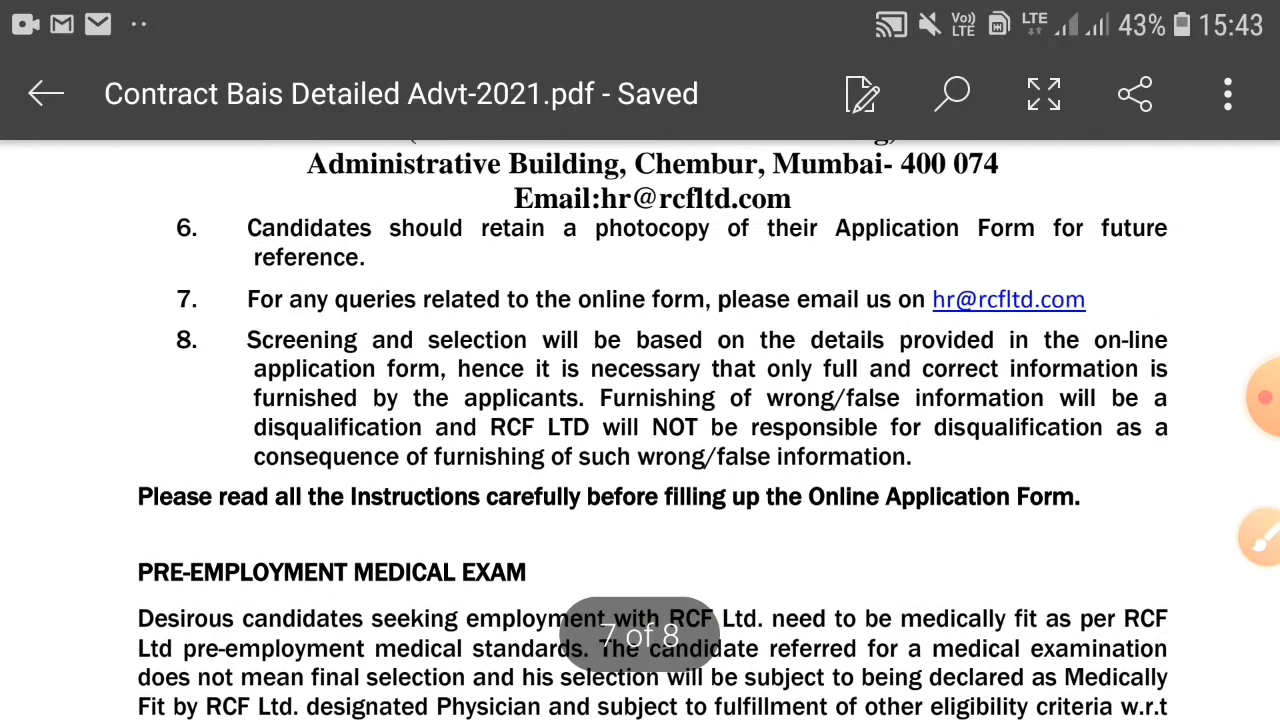 VoLTE LTE 43% 15:43
Contract Bais Detailed Advt-2021.pdf - Saved
Administrative Building, Chembur, Mumbai- 400 074
Email:hr@rcfltd.com
6. Candidates should retain a photocopy of their Application Form for future
reference.
7. For any queries related to the online form, please email us on hr@rcfltd.com
8. Screening and selection will be based on the details provided in the on-line
application form, hence it is necessary that only full and correct information is
furnished by the applicants. Furnishing of wrong/false information will be a
disqualification and RCF LTD will NOT be responsible for disqualification as a
consequence of furnishing of such wrong/false information.
Please read all the Instructions carefully before filling up the Online Application Form.
PRE-EMPLOYMENT MEDICAL EXAM
Desirous candidates seeking employment with RCF Ltd. need to be medically fit as per RCF
7 of 8
Ltd pre-employment medical standards. The candidate referred for a medical examination
does not mean final selection and his selection will be subject to being declared as Medically
Fit by RCF Ltd. designated Physician and subject to fulfillment of other eligibility criteria w.r.t